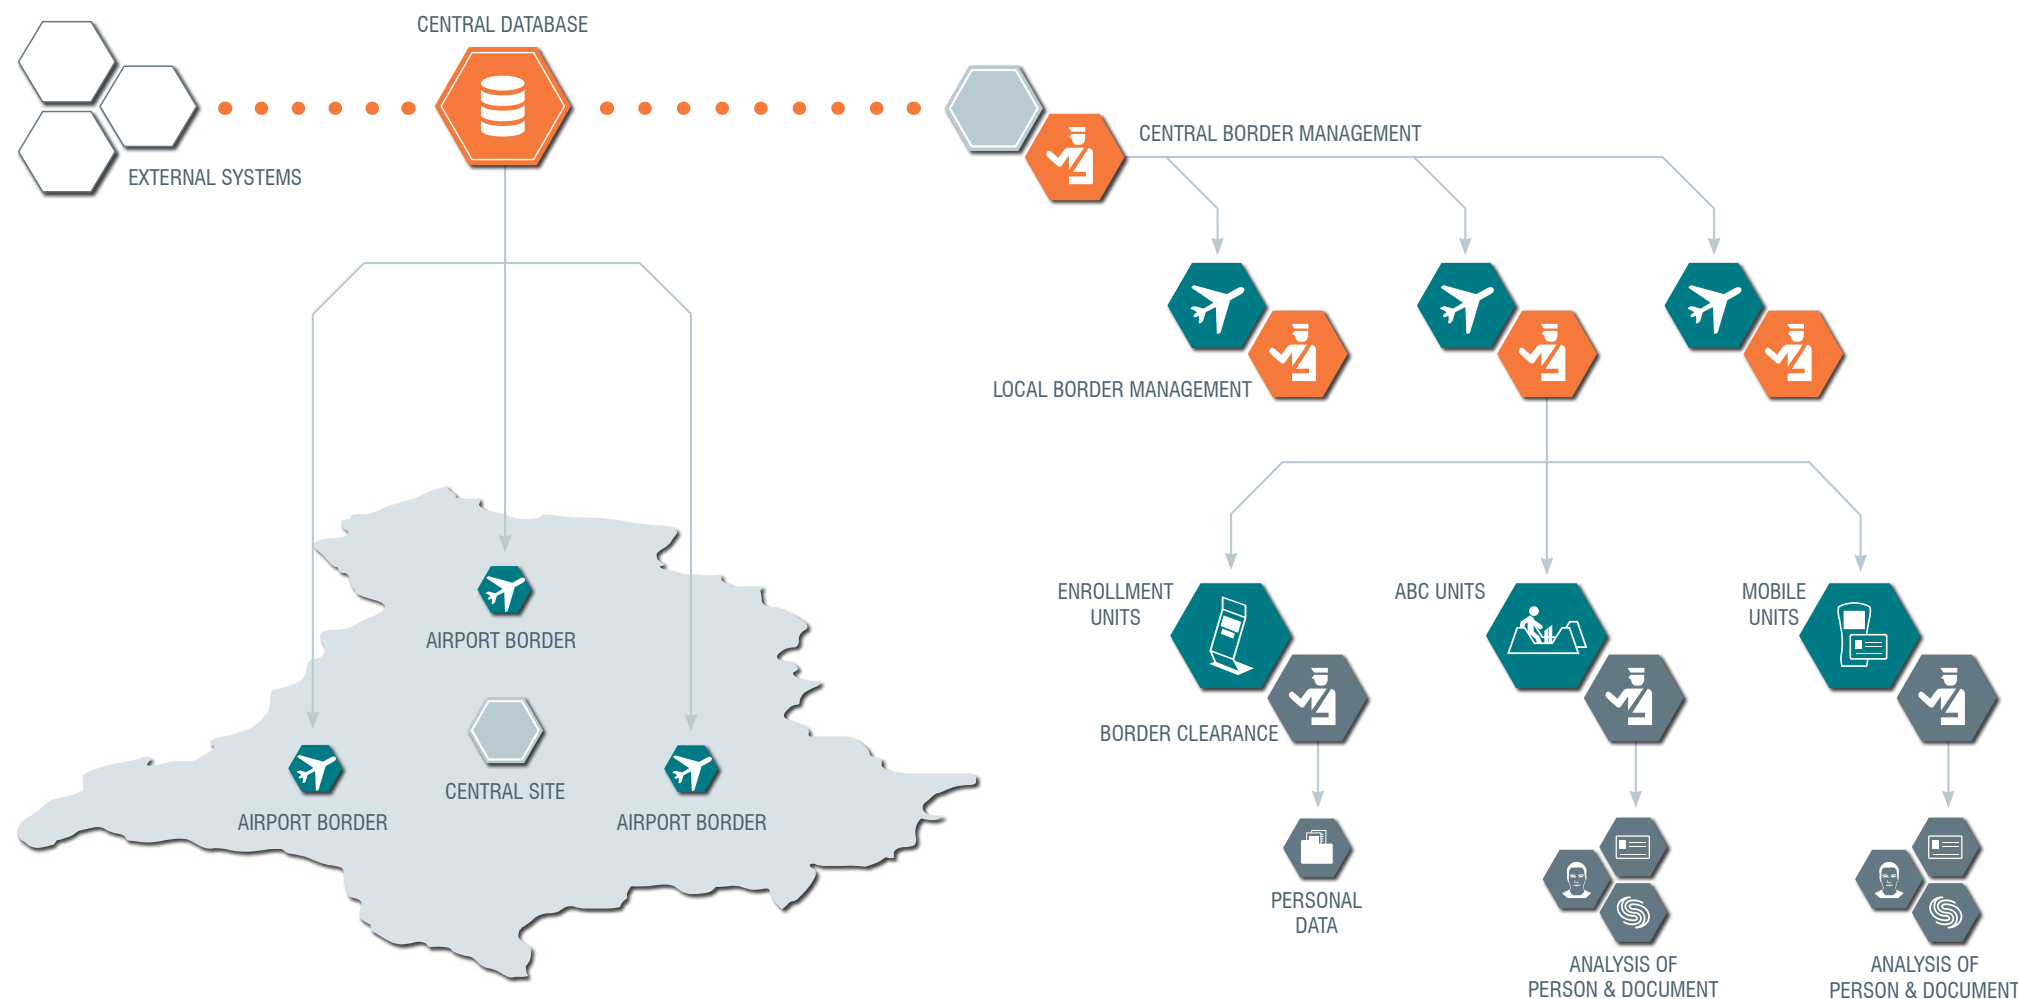 CENTRAL DATABASE
EXTERNAL SYSTEMS
CENTRAL BORDER MANAGEMENT
LOCAL BORDER MANAGEMENT
AIRPORT BORDER
CENTRAL SITE
AIRPORT BORDER
AIRPORT BORDER
ENROLLMENT
UNITS
ABC UNITS
MOBILE
UNITS
BORDER CLEARANCE
PERSONAL
DATA
ANALYSIS OF
PERSON & DOCUMENT
ANALYSIS OF
PERSON & DOCUMENT